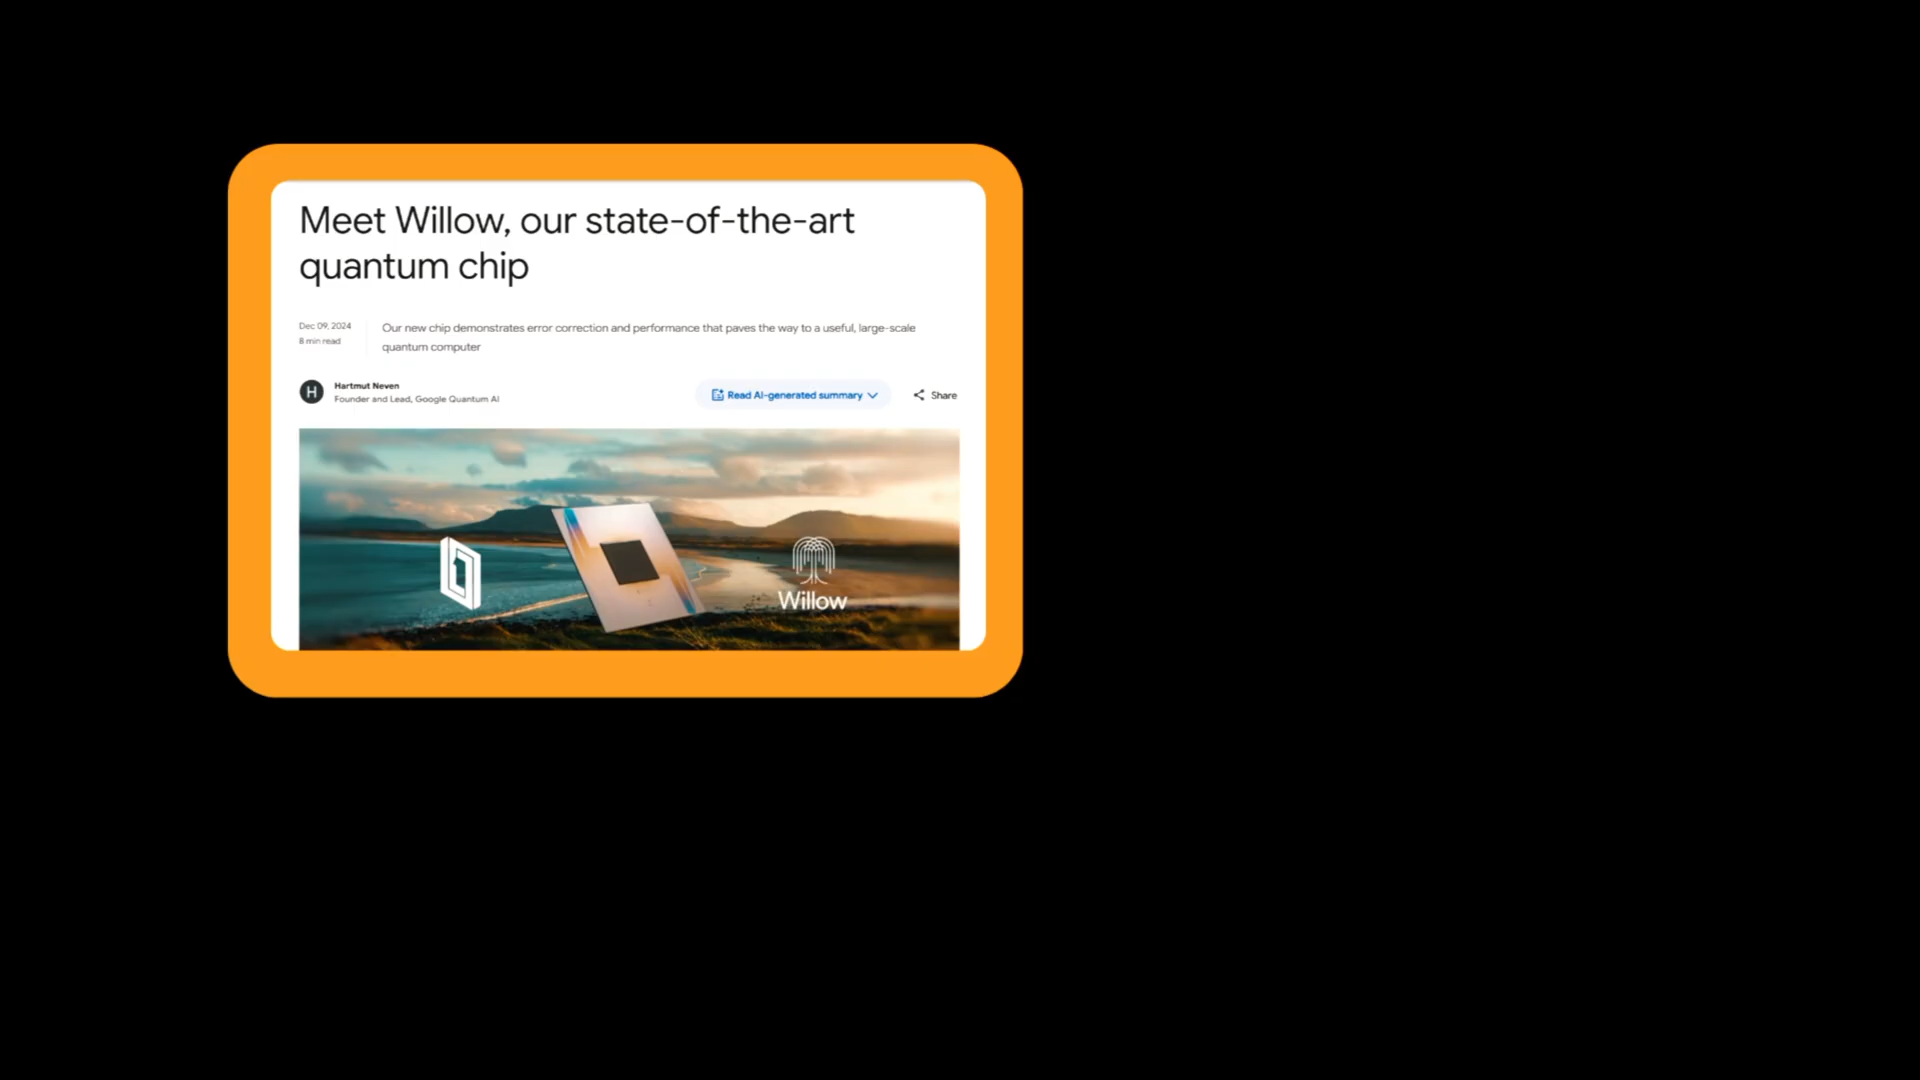 Meet Willow, our state-of-the-art
quantum chip
Dec 09, 2024
8 min read
Our new chip demonstrates error correction and performance that paves the way to a useful, large-scale
quantum computer
H
Hartmut Neven
Founder and Lead, Google Quantum AI
Read AI-generated summary
Share
Willow